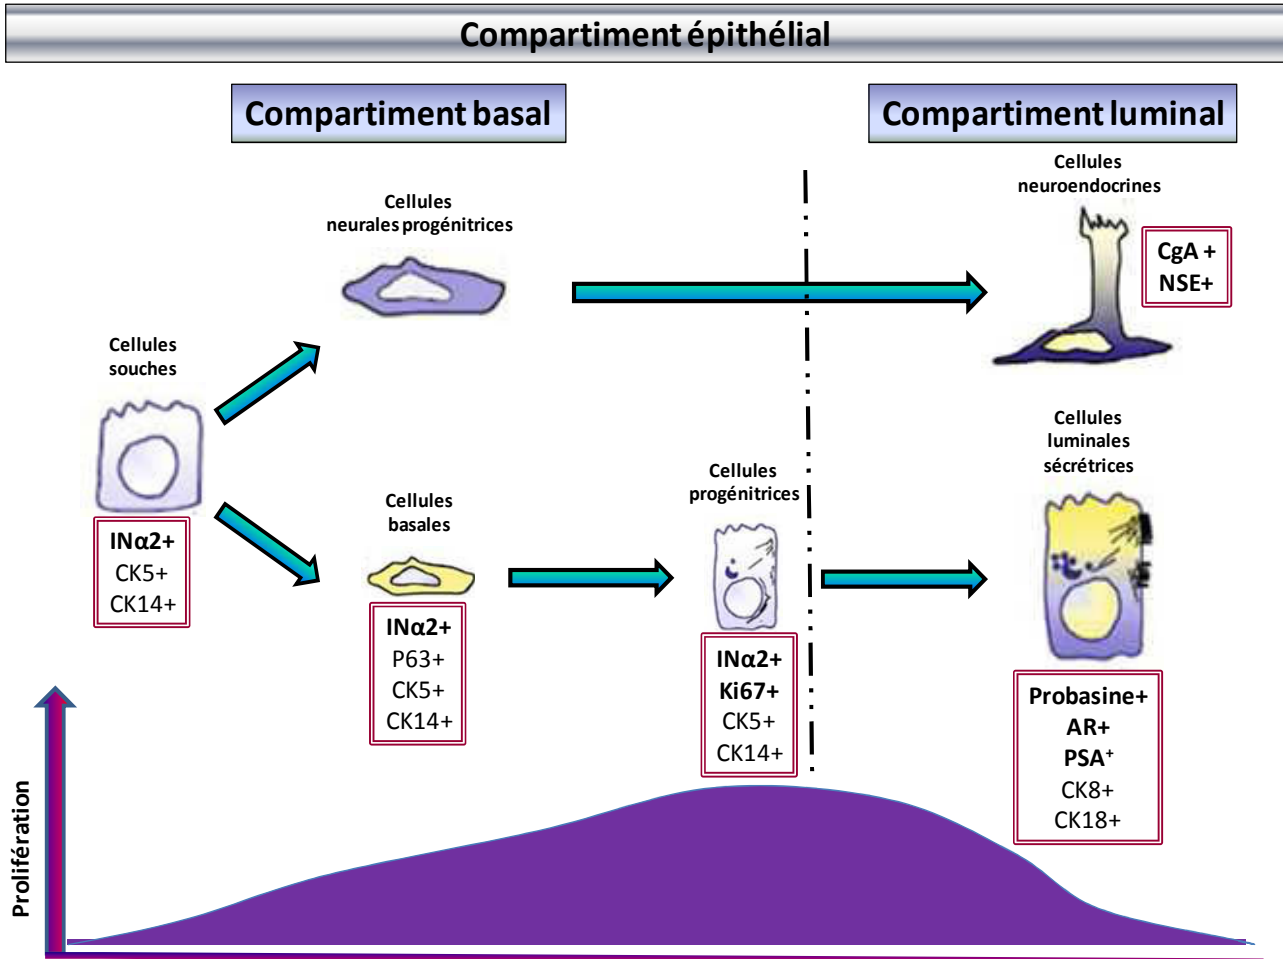 Compartiment épithélial
Compartiment basal
Compartiment luminal
Cellules
neurales progénitrices
Cellules
neuroendocrines
CgA +
NSE+
Cellules
souches
INα2+
CK5+
CK14+
Cellules
basales
INα2+
P63+
CK5+
CK14+
Cellules
progénitrices
INα2+
Ki67+
CK5+
CK14+
Cellules
luminales
sécrétrices
Probasine+
AR+
PSA⁺
CK8+
CK18+
Prolifération